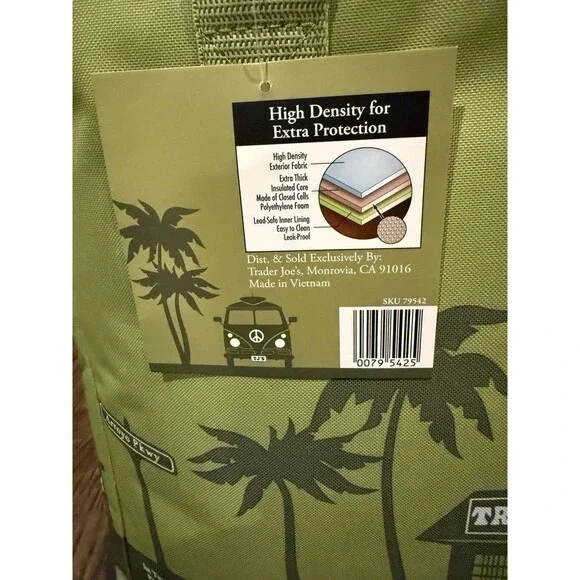 High Density for
Extra Protection
High Density
Exterior Fabric
Extra Thick
Insulated Core
Made of Closed Cells
Polyethylene Foam
Lead-Safe Inner Lining
Easy to Clean
Leak-Proof
Dist. & Sold Exclusively By:
Trader Joe's, Monrovia, CA 91016
Made in Vietnam
SKU 79542
0079 5425
TJ'S
Arroyo Pkwy
TR